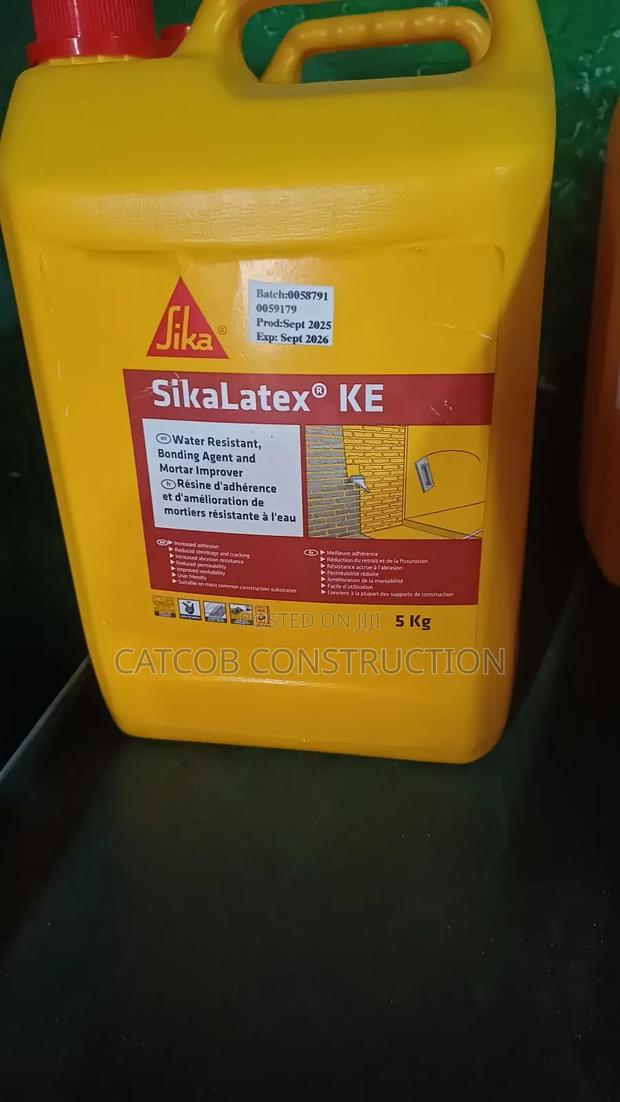 Batch:0058791
0059179
Prod:Sept 2025
Exp: Sept 2026
Sika®
SikaLatex® KE
en Water Resistant,
Bonding Agent and
Mortar Improver
fr Résine d'adhérence
et d'amélioration de
mortiers résistante à l'eau
en Increased adhesion
Reduced shrinkage and cracking
Increased abrasion resistance
Reduced permeability
Improved workability
User friendly
Suitable on most common construction substrates
fr Meilleure adhérence
Réduction du retrait et de la fissuration
Résistance accrue à l'abrasion
Perméabilité réduite
Amélioration de la maniabilité
Facile d'utilisation
Convient à la plupart des supports de construction
5 Kg
POSTED ON JIJI
CATCOB CONSTRUCTION